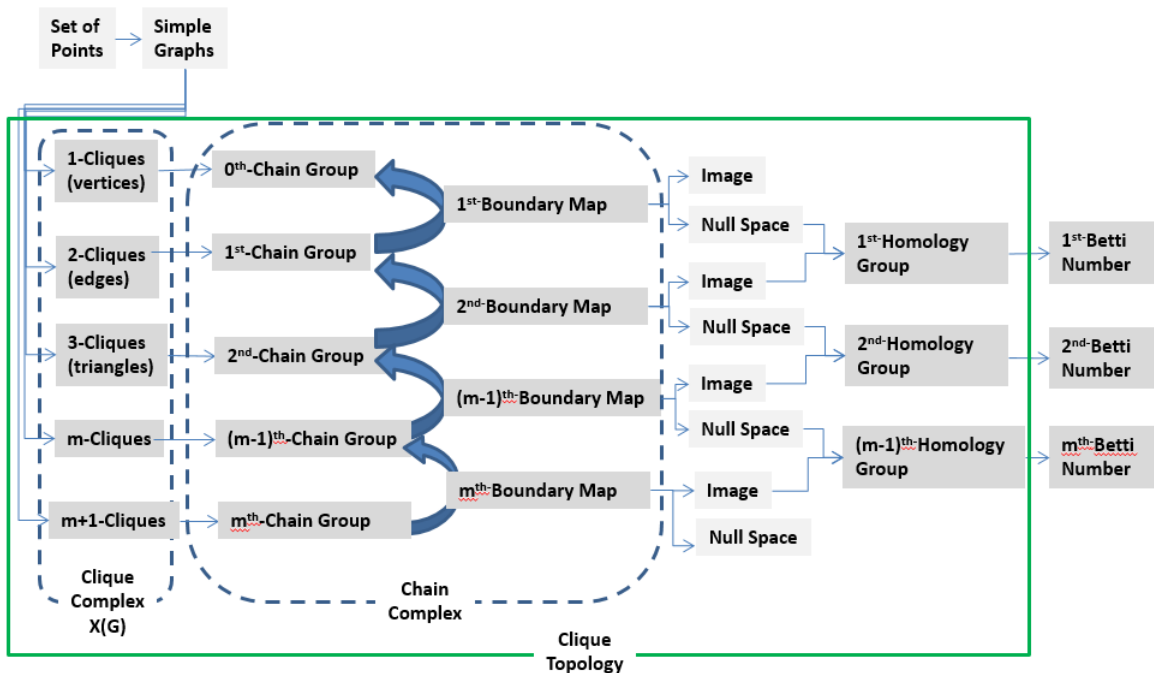 Set of
Points
Simple
Graphs
1-Cliques
(vertices)
2-Cliques
(edges)
3-Cliques
(triangles)
m-Cliques
m+1-Cliques
Clique
Complex
X(G)
0th-Chain Group
1st-Chain Group
2nd-Chain Group
(m-1)th-Chain Group
mth-Chain Group
1st-Boundary Map
2nd-Boundary Map
(m-1)th-Boundary Map
mth-Boundary Map
Chain
Complex
Image
Null Space
Image
Null Space
Image
Null Space
Image
Null Space
1st-Homology
Group
2nd-Homology
Group
(m-1)th-Homology
Group
1st-Betti
Number
2nd-Betti
Number
mth-Betti
Number
Clique
Topology